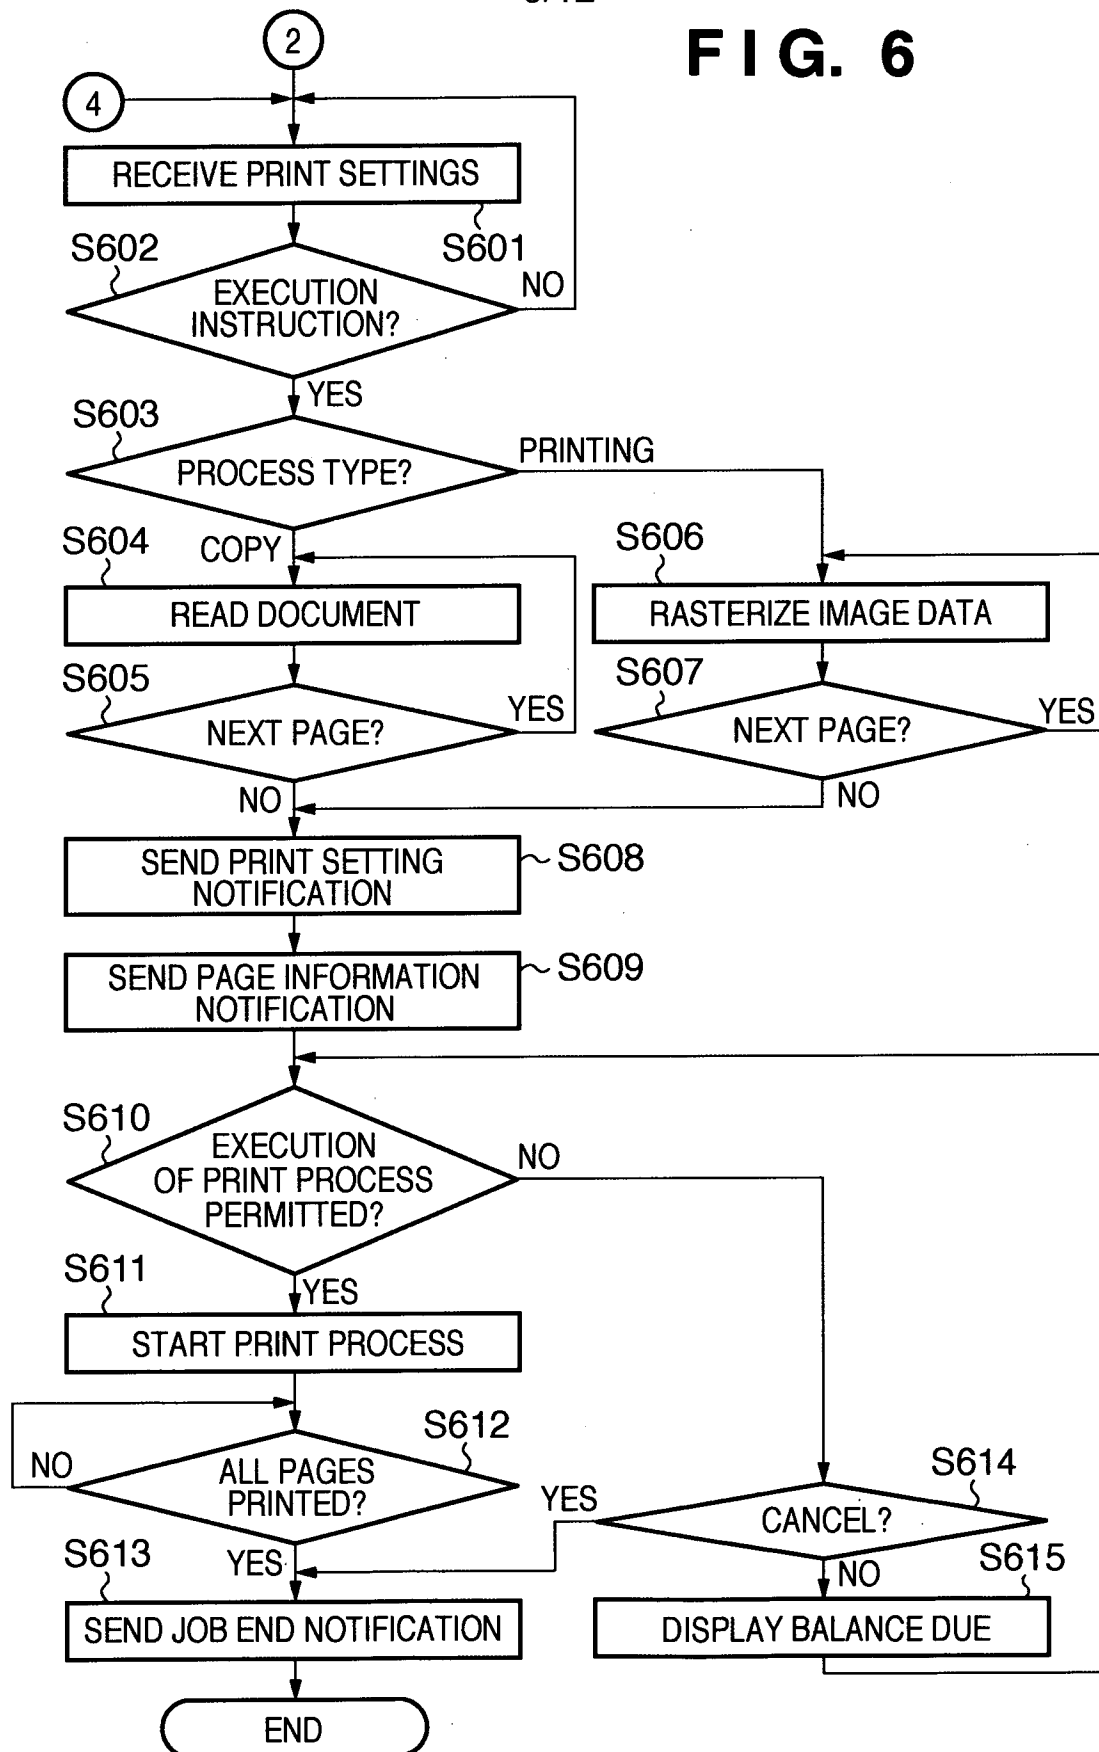 FIG. 6
2
4
RECEIVE PRINT SETTINGS
S601
S602
EXECUTION
INSTRUCTION?
NO
YES
S603
PROCESS TYPE?
PRINTING
COPY
S604
READ DOCUMENT
S606
RASTERIZE IMAGE DATA
S605
NEXT PAGE?
YES
S607
NEXT PAGE?
YES
NO
NO
SEND PRINT SETTING
NOTIFICATION
S608
SEND PAGE INFORMATION
NOTIFICATION
S609
S610
EXECUTION
OF PRINT PROCESS
PERMITTED?
NO
YES
S611
START PRINT PROCESS
S612
ALL PAGES
PRINTED?
NO
YES
S614
CANCEL?
YES
NO
S613
SEND JOB END NOTIFICATION
S615
DISPLAY BALANCE DUE
END